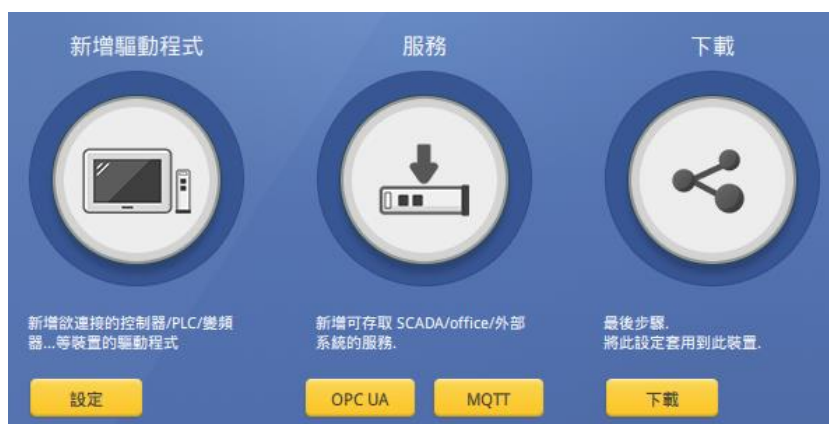 新增驅動程式
服務
下載
新增欲連接的控制器/PLC/變頻
器...等裝置的驅動程式
新增可存取 SCADA/office/外部
系統的服務.
最後步驟.
將此設定套用到此裝置.
設定
OPC UA
MQTT
下載